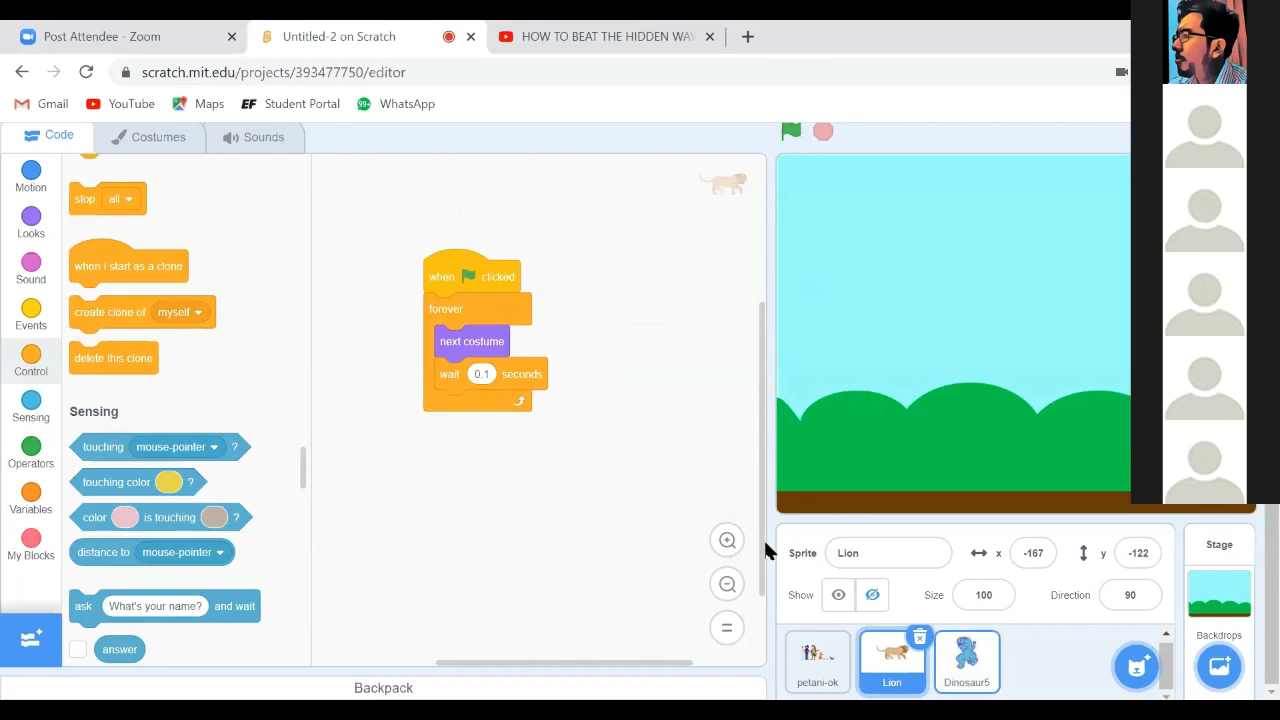 Post Attendee - Zoom
Untitled-2 on Scratch
HOW TO BEAT THE HIDDEN WAV
scratch.mit.edu/projects/393477750/editor
Gmail
YouTube
Maps
EF Student Portal
99+
WhatsApp
Code
Costumes
Sounds
Motion
Looks
Sound
Events
Control
Sensing
Operators
Variables
My Blocks
stop all
when I start as a clone
create clone of myself
delete this clone
Sensing
touching mouse-pointer ?
touching color ?
color is touching ?
distance to mouse-pointer
ask What's your name? and wait
answer
when clicked
forever
next costume
wait 0.1 seconds
Backpack
Sprite Lion x -167 y -122
Show Size 100 Direction 90
petani-ok
Lion
Dinosaur5
Stage
Backdrops